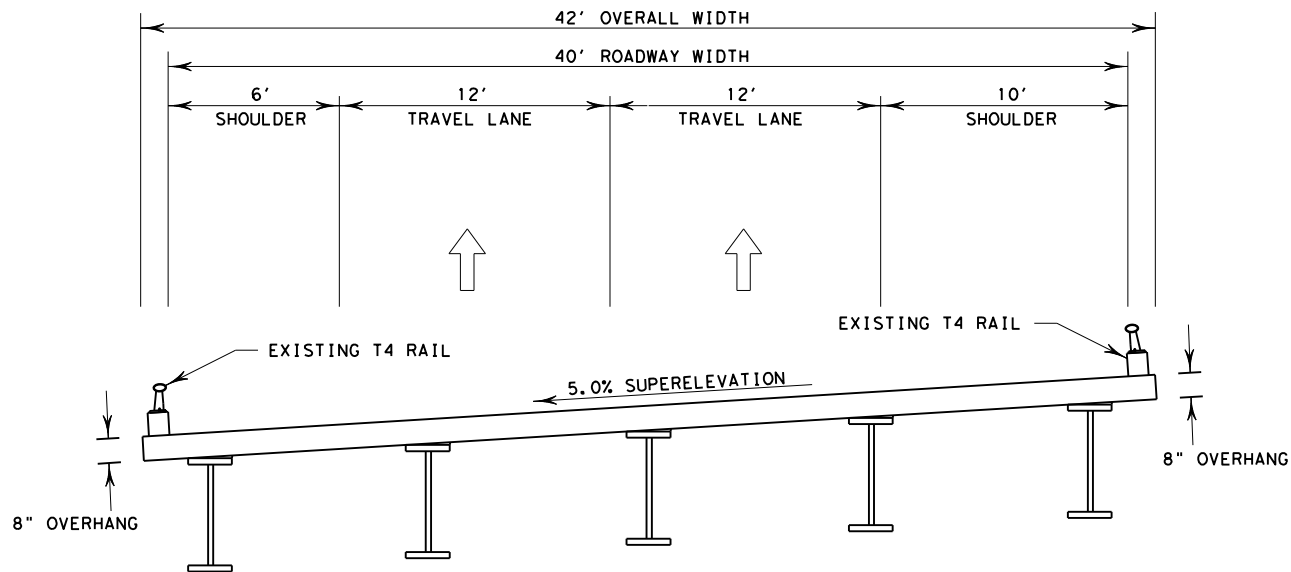 42' OVERALL WIDTH
40' ROADWAY WIDTH
6'
SHOULDER
12'
TRAVEL LANE
12'
TRAVEL LANE
10'
SHOULDER
EXISTING T4 RAIL
EXISTING T4 RAIL
5.0% SUPERELEVATION
8" OVERHANG
8" OVERHANG